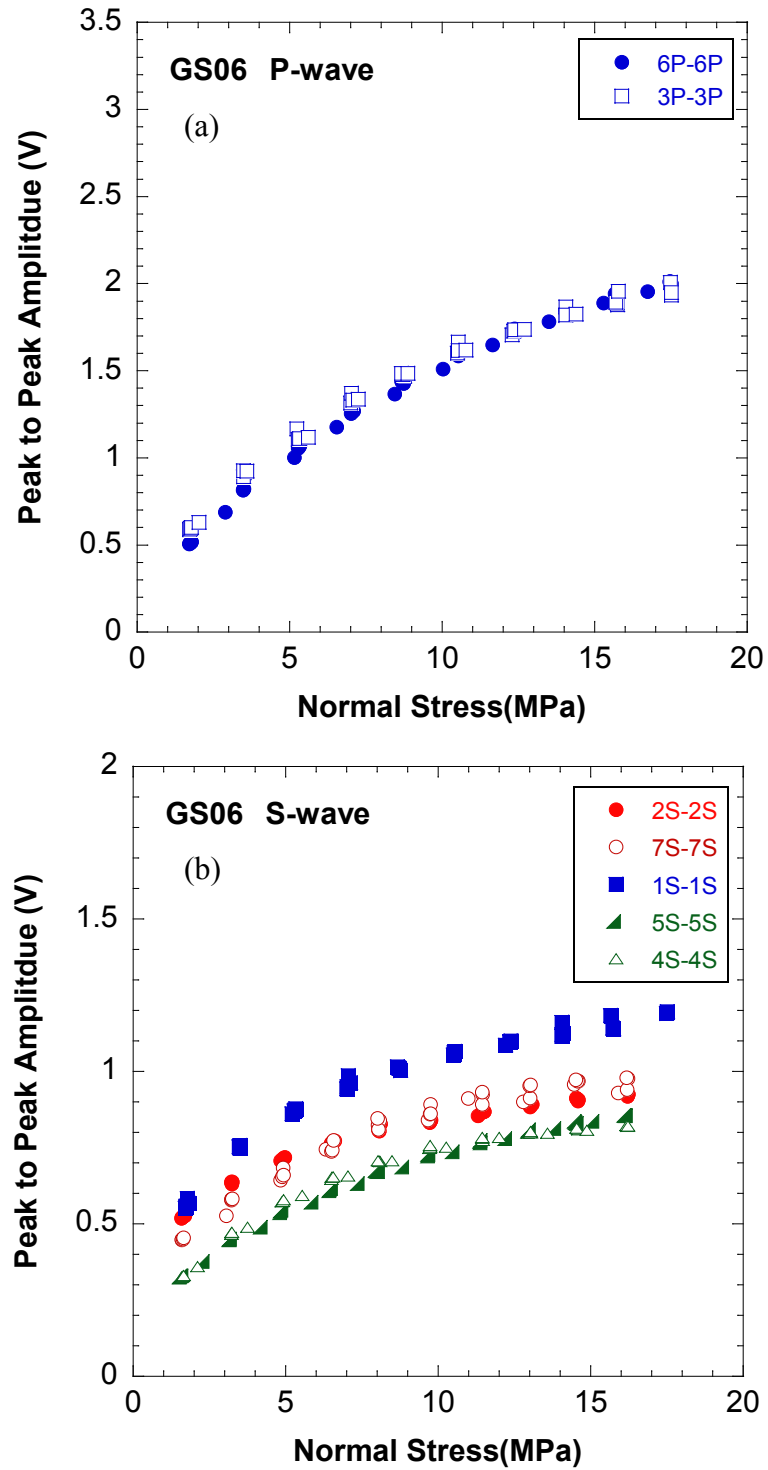 3.5
3
2.5
2
1.5
1
0.5
0
0
5
10
15
20
Peak to Peak Amplitdue (V)
Normal Stress(MPa)
GS06 P-wave
(a)
6P-6P
3P-3P
2
1.5
1
0.5
0
0
5
10
15
20
Peak to Peak Amplitdue (V)
Normal Stress(MPa)
GS06 S-wave
(b)
2S-2S
7S-7S
1S-1S
5S-5S
4S-4S